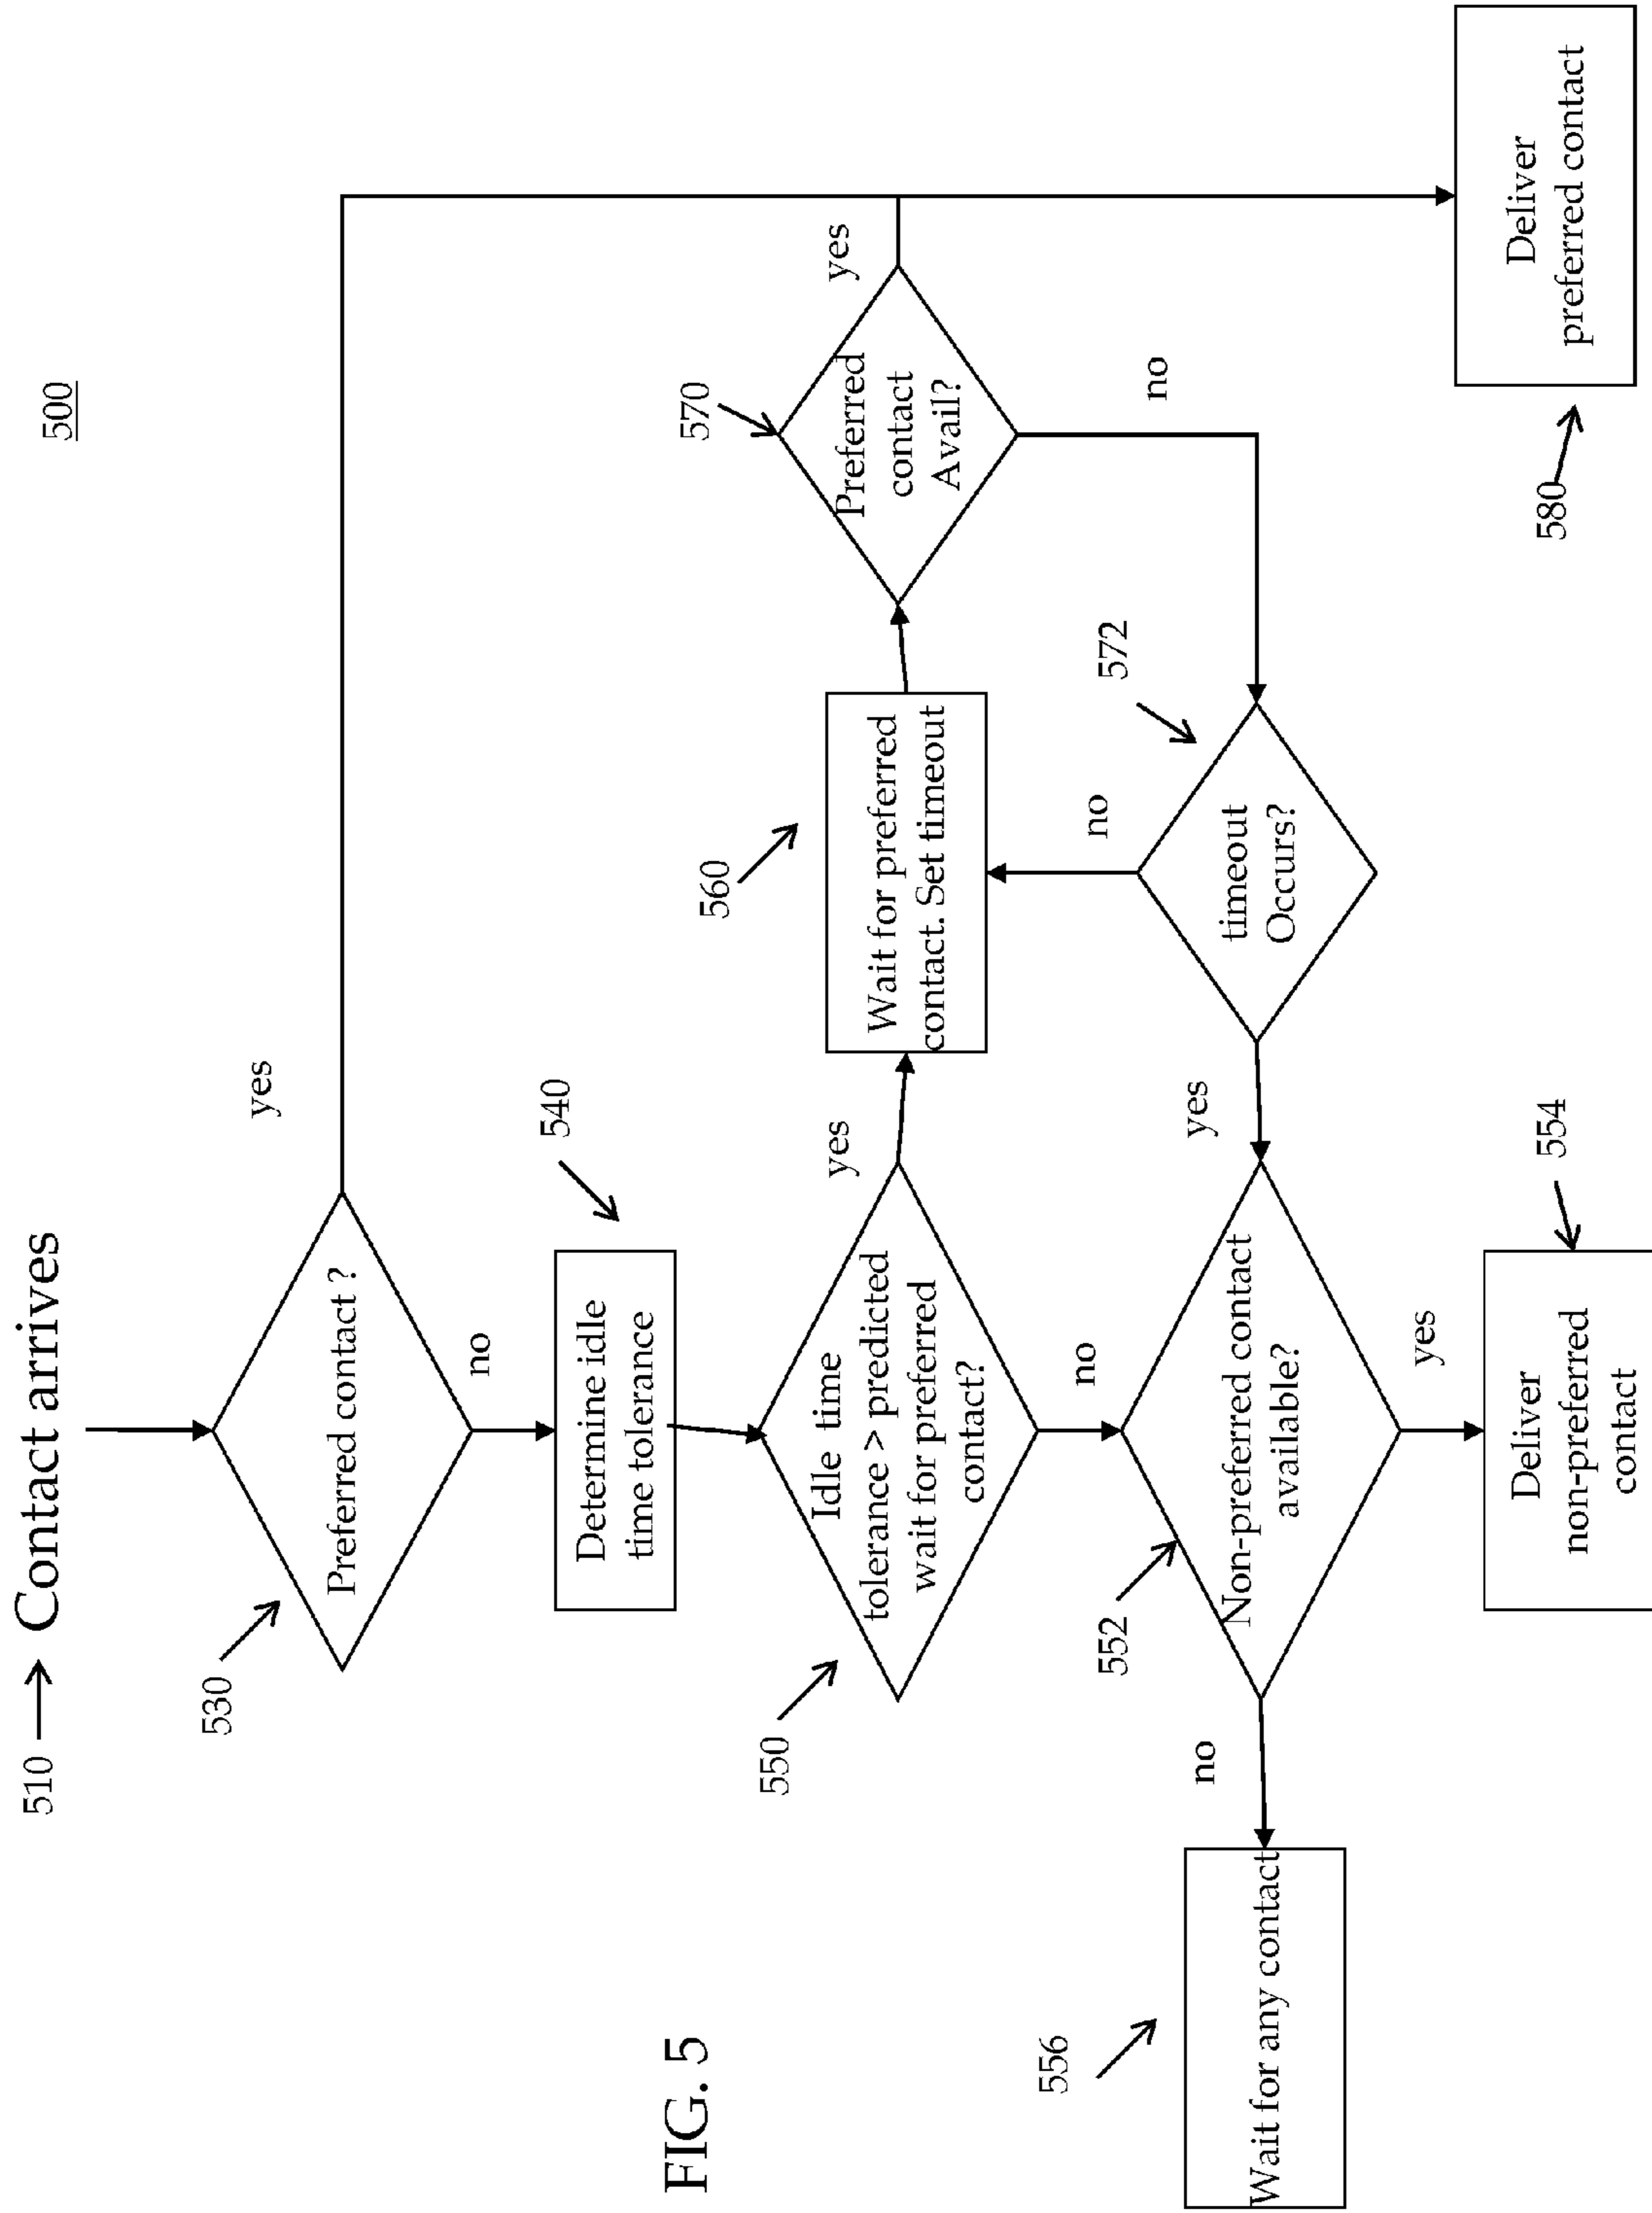 500
510
Contact arrives
530
Preferred contact ?
yes
no
540
Determine idle
time tolerance
550
Idle time
tolerance > predicted
wait for preferred
contact?
yes
no
560
Wait for preferred
contact. Set timeout
570
Preferred
contact
Avail?
yes
no
572
timeout
Occurs?
no
yes
552
Non-preferred contact
available?
no
yes
556
Wait for any contact
554
Deliver
non-preferred
contact
580
Deliver
preferred contact
FIG. 5